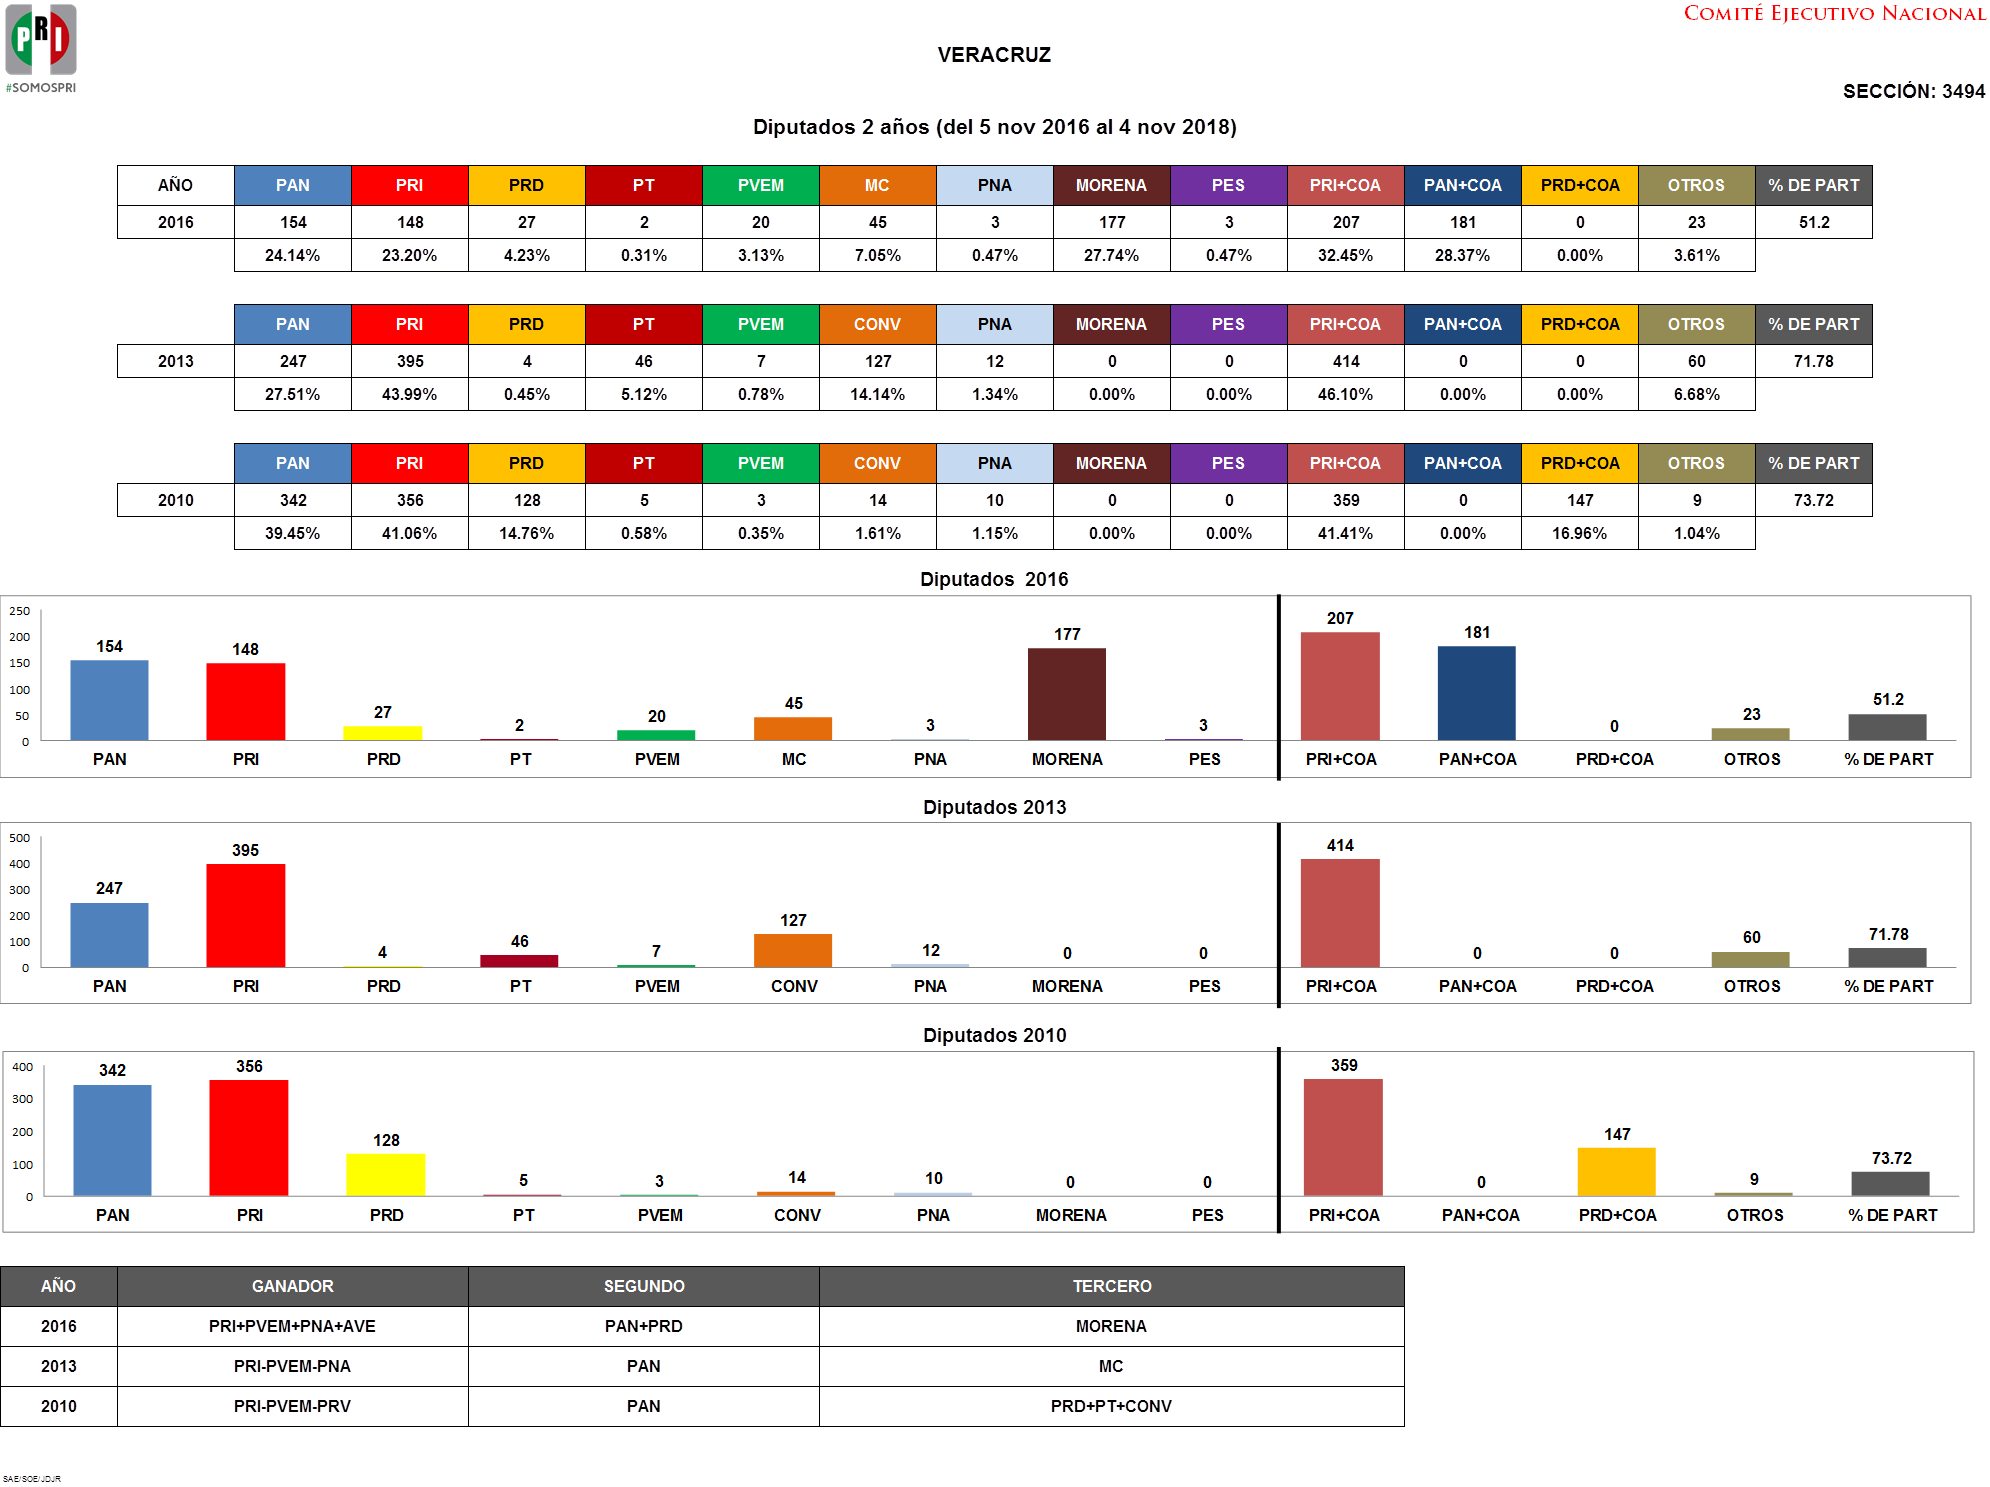 COMITÉ EJECUTIVO NACIONAL
PRI
#SOMOSPRI
VERACRUZ
SECCIÓN: 3494
Diputados 2 años (del 5 nov 2016 al 4 nov 2018)
AÑO PAN PRI PRD PT PVEM MC PNA MORENA PES PRI+COA PAN+COA PRD+COA OTROS % DE PART
2016 154 148 27 2 20 45 3 177 3 207 181 0 23 51.2
24.14% 23.20% 4.23% 0.31% 3.13% 7.05% 0.47% 27.74% 0.47% 32.45% 28.37% 0.00% 3.61%
PAN PRI PRD PT PVEM CONV PNA MORENA PES PRI+COA PAN+COA PRD+COA OTROS % DE PART
2013 247 395 4 46 7 127 12 0 0 414 0 0 60 71.78
27.51% 43.99% 0.45% 5.12% 0.78% 14.14% 1.34% 0.00% 0.00% 46.10% 0.00% 0.00% 6.68%
PAN PRI PRD PT PVEM CONV PNA MORENA PES PRI+COA PAN+COA PRD+COA OTROS % DE PART
2010 342 356 128 5 3 14 10 0 0 359 0 147 9 73.72
39.45% 41.06% 14.76% 0.58% 0.35% 1.61% 1.15% 0.00% 0.00% 41.41% 0.00% 16.96% 1.04%
Diputados 2016
250
200
150
100
50
0
154 148 27 2 20 45 3 177 3 207 181 0 23 51.2
PAN PRI PRD PT PVEM MC PNA MORENA PES PRI+COA PAN+COA PRD+COA OTROS % DE PART
Diputados 2013
500
400
300
200
100
0
247 395 4 46 7 127 12 0 0 414 0 0 60 71.78
PAN PRI PRD PT PVEM CONV PNA MORENA PES PRI+COA PAN+COA PRD+COA OTROS % DE PART
Diputados 2010
400
300
200
100
0
342 356 128 5 3 14 10 0 0 359 0 147 9 73.72
PAN PRI PRD PT PVEM CONV PNA MORENA PES PRI+COA PAN+COA PRD+COA OTROS % DE PART
AÑO GANADOR SEGUNDO TERCERO
2016 PRI+PVEM+PNA+AVE PAN+PRD MORENA
2013 PRI-PVEM-PNA PAN MC
2010 PRI-PVEM-PRV PAN PRD+PT+CONV
SAE/SOE/JDJR